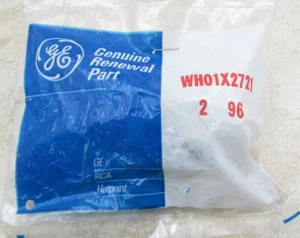 GE
Genuine
Renewal
Part
WH01X2721
2 96
GE
RCA
Hotpoint